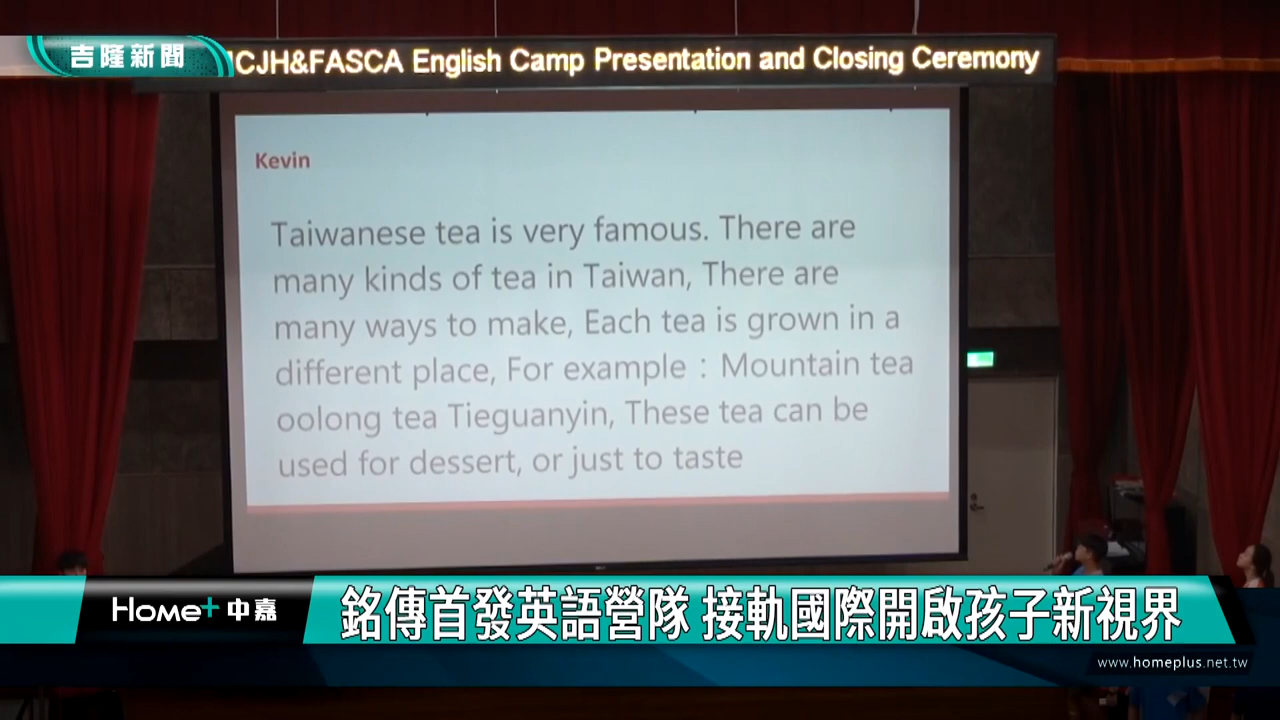 吉隆新聞
CJH&FASCA English Camp Presentation and Closing Ceremony
Kevin
Taiwanese tea is very famous. There are
many kinds of tea in Taiwan, There are
many ways to make, Each tea is grown in a
different place, For example：Mountain tea
oolong tea Tieguanyin, These tea can be
used for dessert, or just to taste
Home+ 中嘉
銘傳首發英語營隊 接軌國際開啟孩子新視界
www.homeplus.net.tw